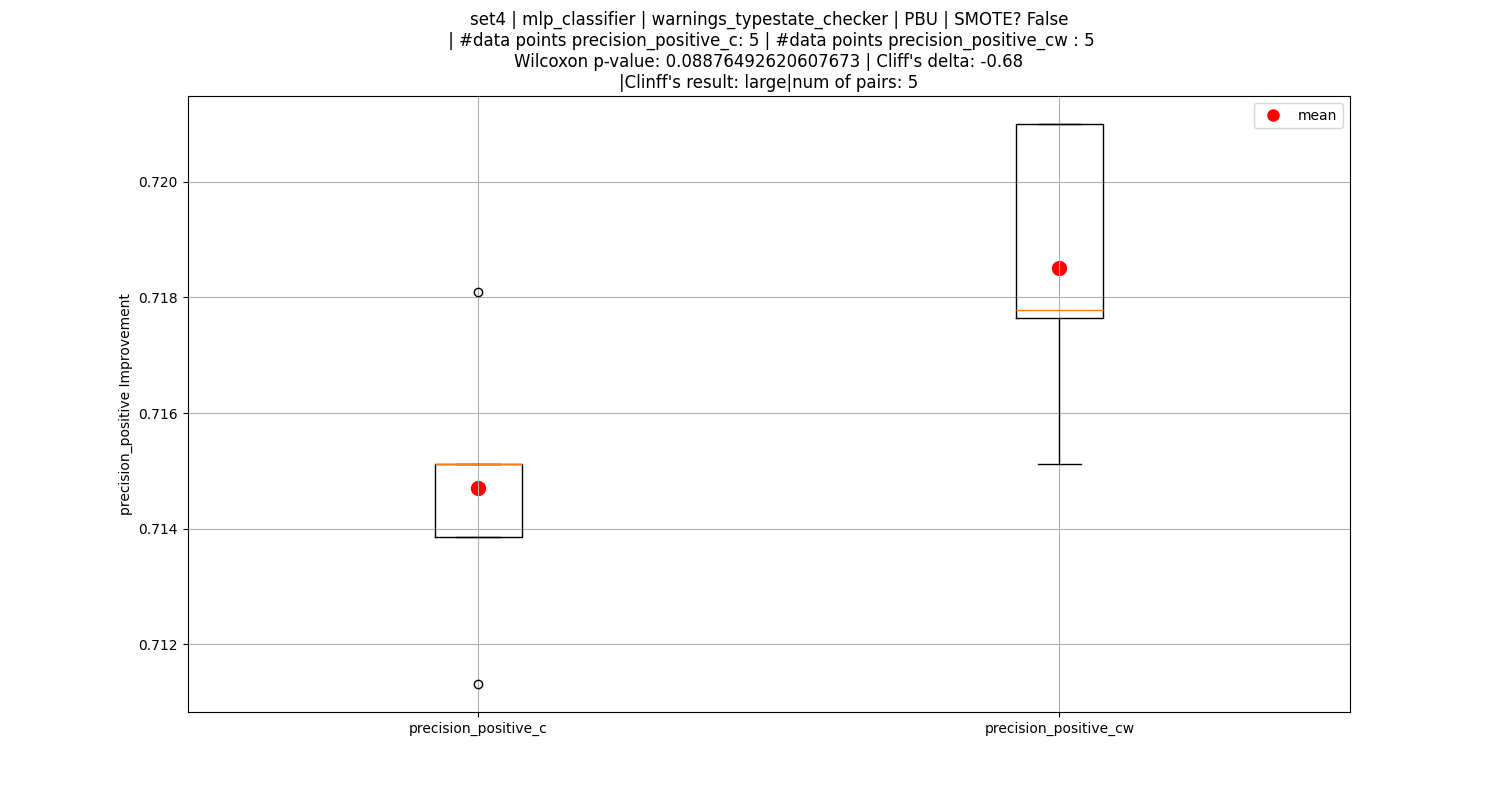 set4 | mlp_classifier | warnings_typestate_checker | PBU | SMOTE? False
| #data points precision_positive_c: 5 | #data points precision_positive_cw : 5
Wilcoxon p-value: 0.08876492620607673 | Cliff's delta: -0.68
|Clinff's result: large|num of pairs: 5
mean
precision_positive Improvement
0.720
0.718
0.716
0.714
0.712
precision_positive_c
precision_positive_cw